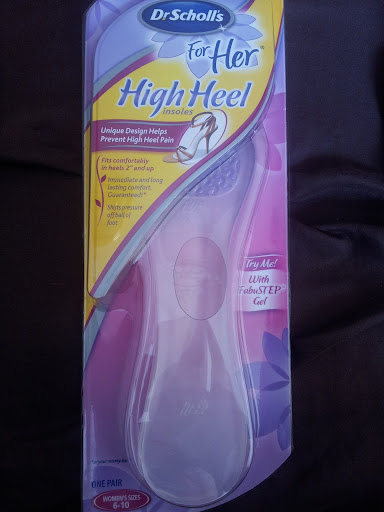 Dr Scholl's®
For Her®
High Heel
insoles
Unique Design Helps
Prevent High Heel Pain
Fits comfortably
in heels 2" and up.
Immediate and long
lasting comfort.
Guaranteed!*
Shifts pressure
off ball of
foot.
Try Me!
With
FabuSTEP™
Gel
ONE PAIR
WOMEN'S SIZES
6-10